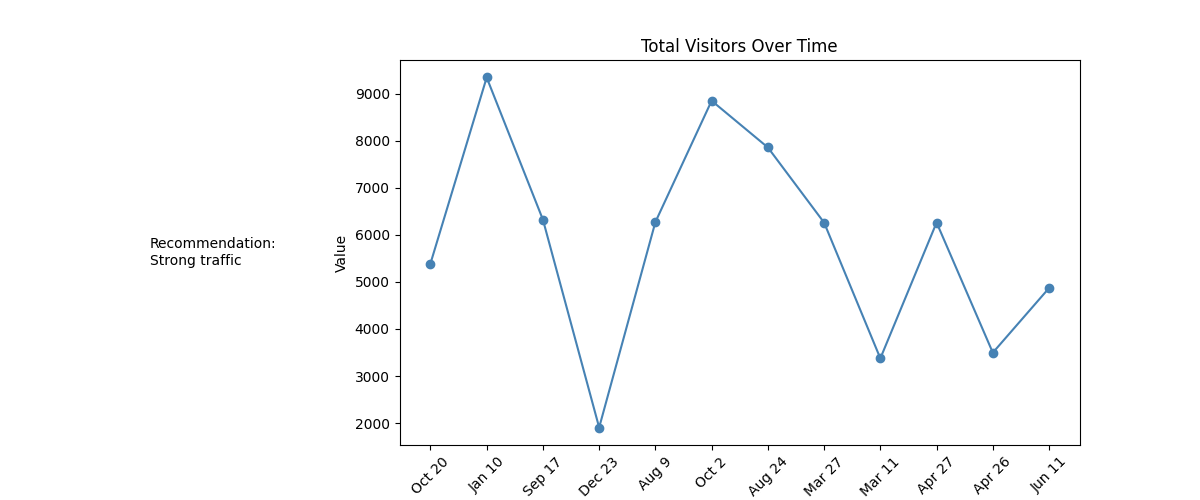 Total Visitors Over Time
Recommendation:
Strong traffic
Value
9000
8000
7000
6000
5000
4000
3000
2000
Oct 20
Jan 10
Sep 17
Dec 23
Aug 9
Oct 2
Aug 24
Mar 27
Mar 11
Apr 27
Apr 26
Jun 11